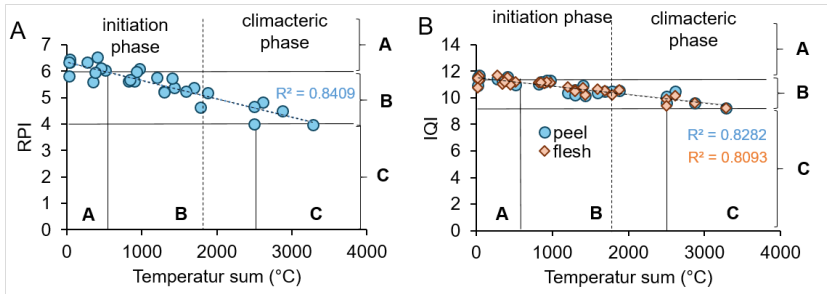 A
initiation
phase
climacteric
phase
A
B
C
RPI
7
6
5
4
3
2
1
0
R² = 0.8409
A
B
C
0
1000
2000
3000
4000
Temperatur sum (°C)
B
initiation phase
climacteric
phase
A
B
C
IQI
14
12
10
8
6
4
2
0
peel
flesh
R² = 0.8282
R² = 0.8093
A
B
C
0
1000
2000
3000
4000
Temperatur sum (°C)